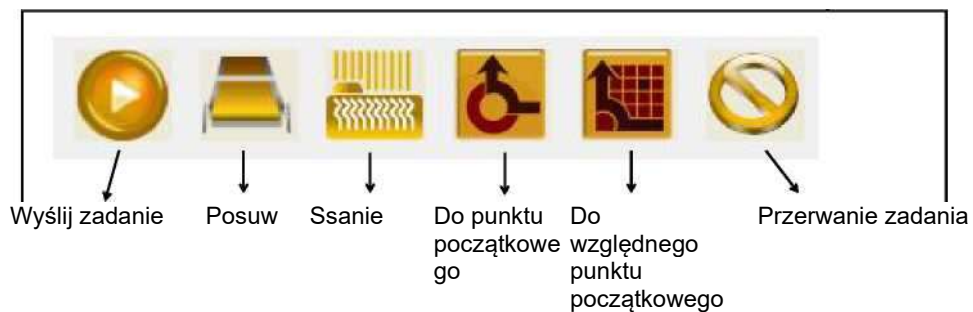 Wyślij zadanie
Posuw
Ssanie
Do punktu
początkowe
go
Do
względnego
punktu
początkowego
Przerwanie zadania